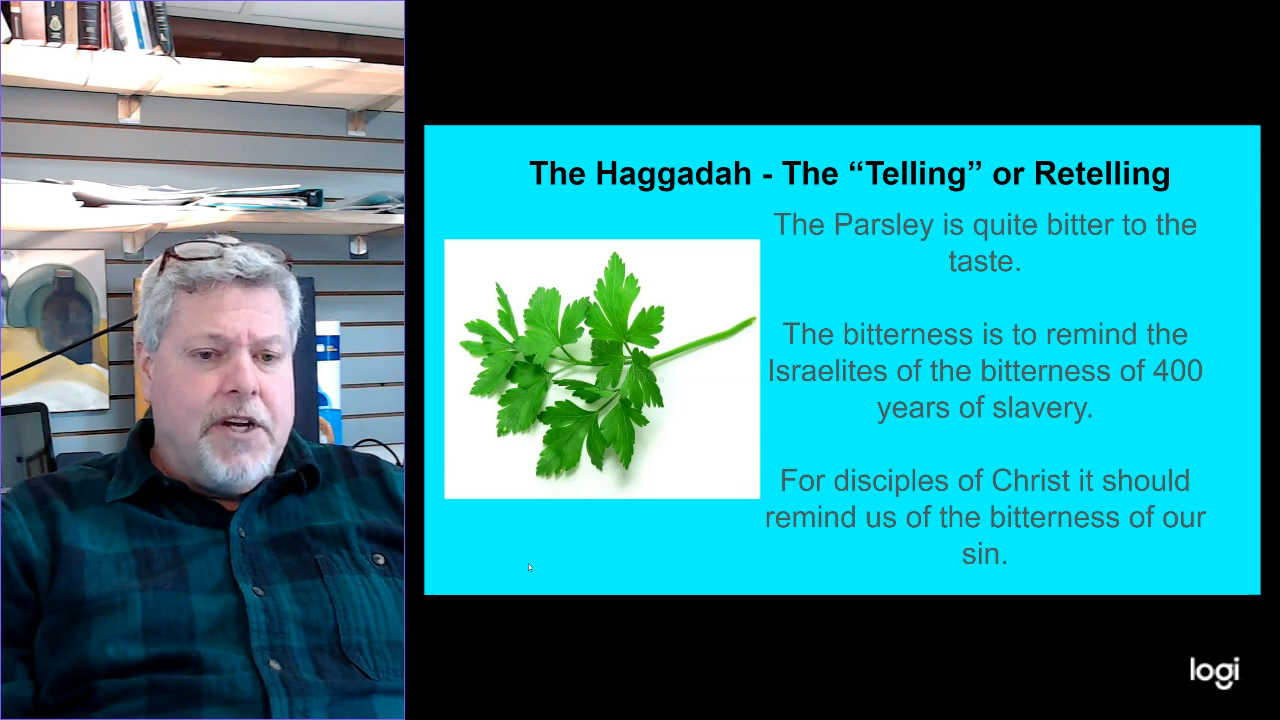 The Haggadah - The “Telling” or Retelling
The Parsley is quite bitter to the
taste.
The bitterness is to remind the
Israelites of the bitterness of 400
years of slavery.
For disciples of Christ it should
remind us of the bitterness of our
sin.
logi